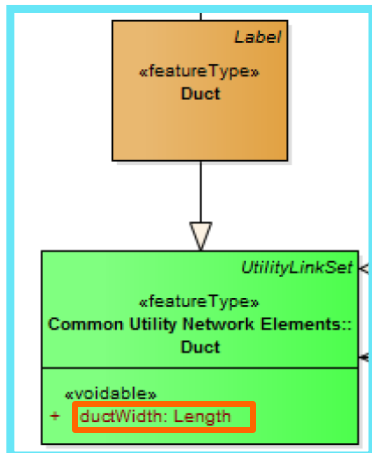 Label
«featureType»
Duct
UtilityLinkSet
«featureType»
Common Utility Network Elements::
Duct
«voidable»
+ ductWidth: Length